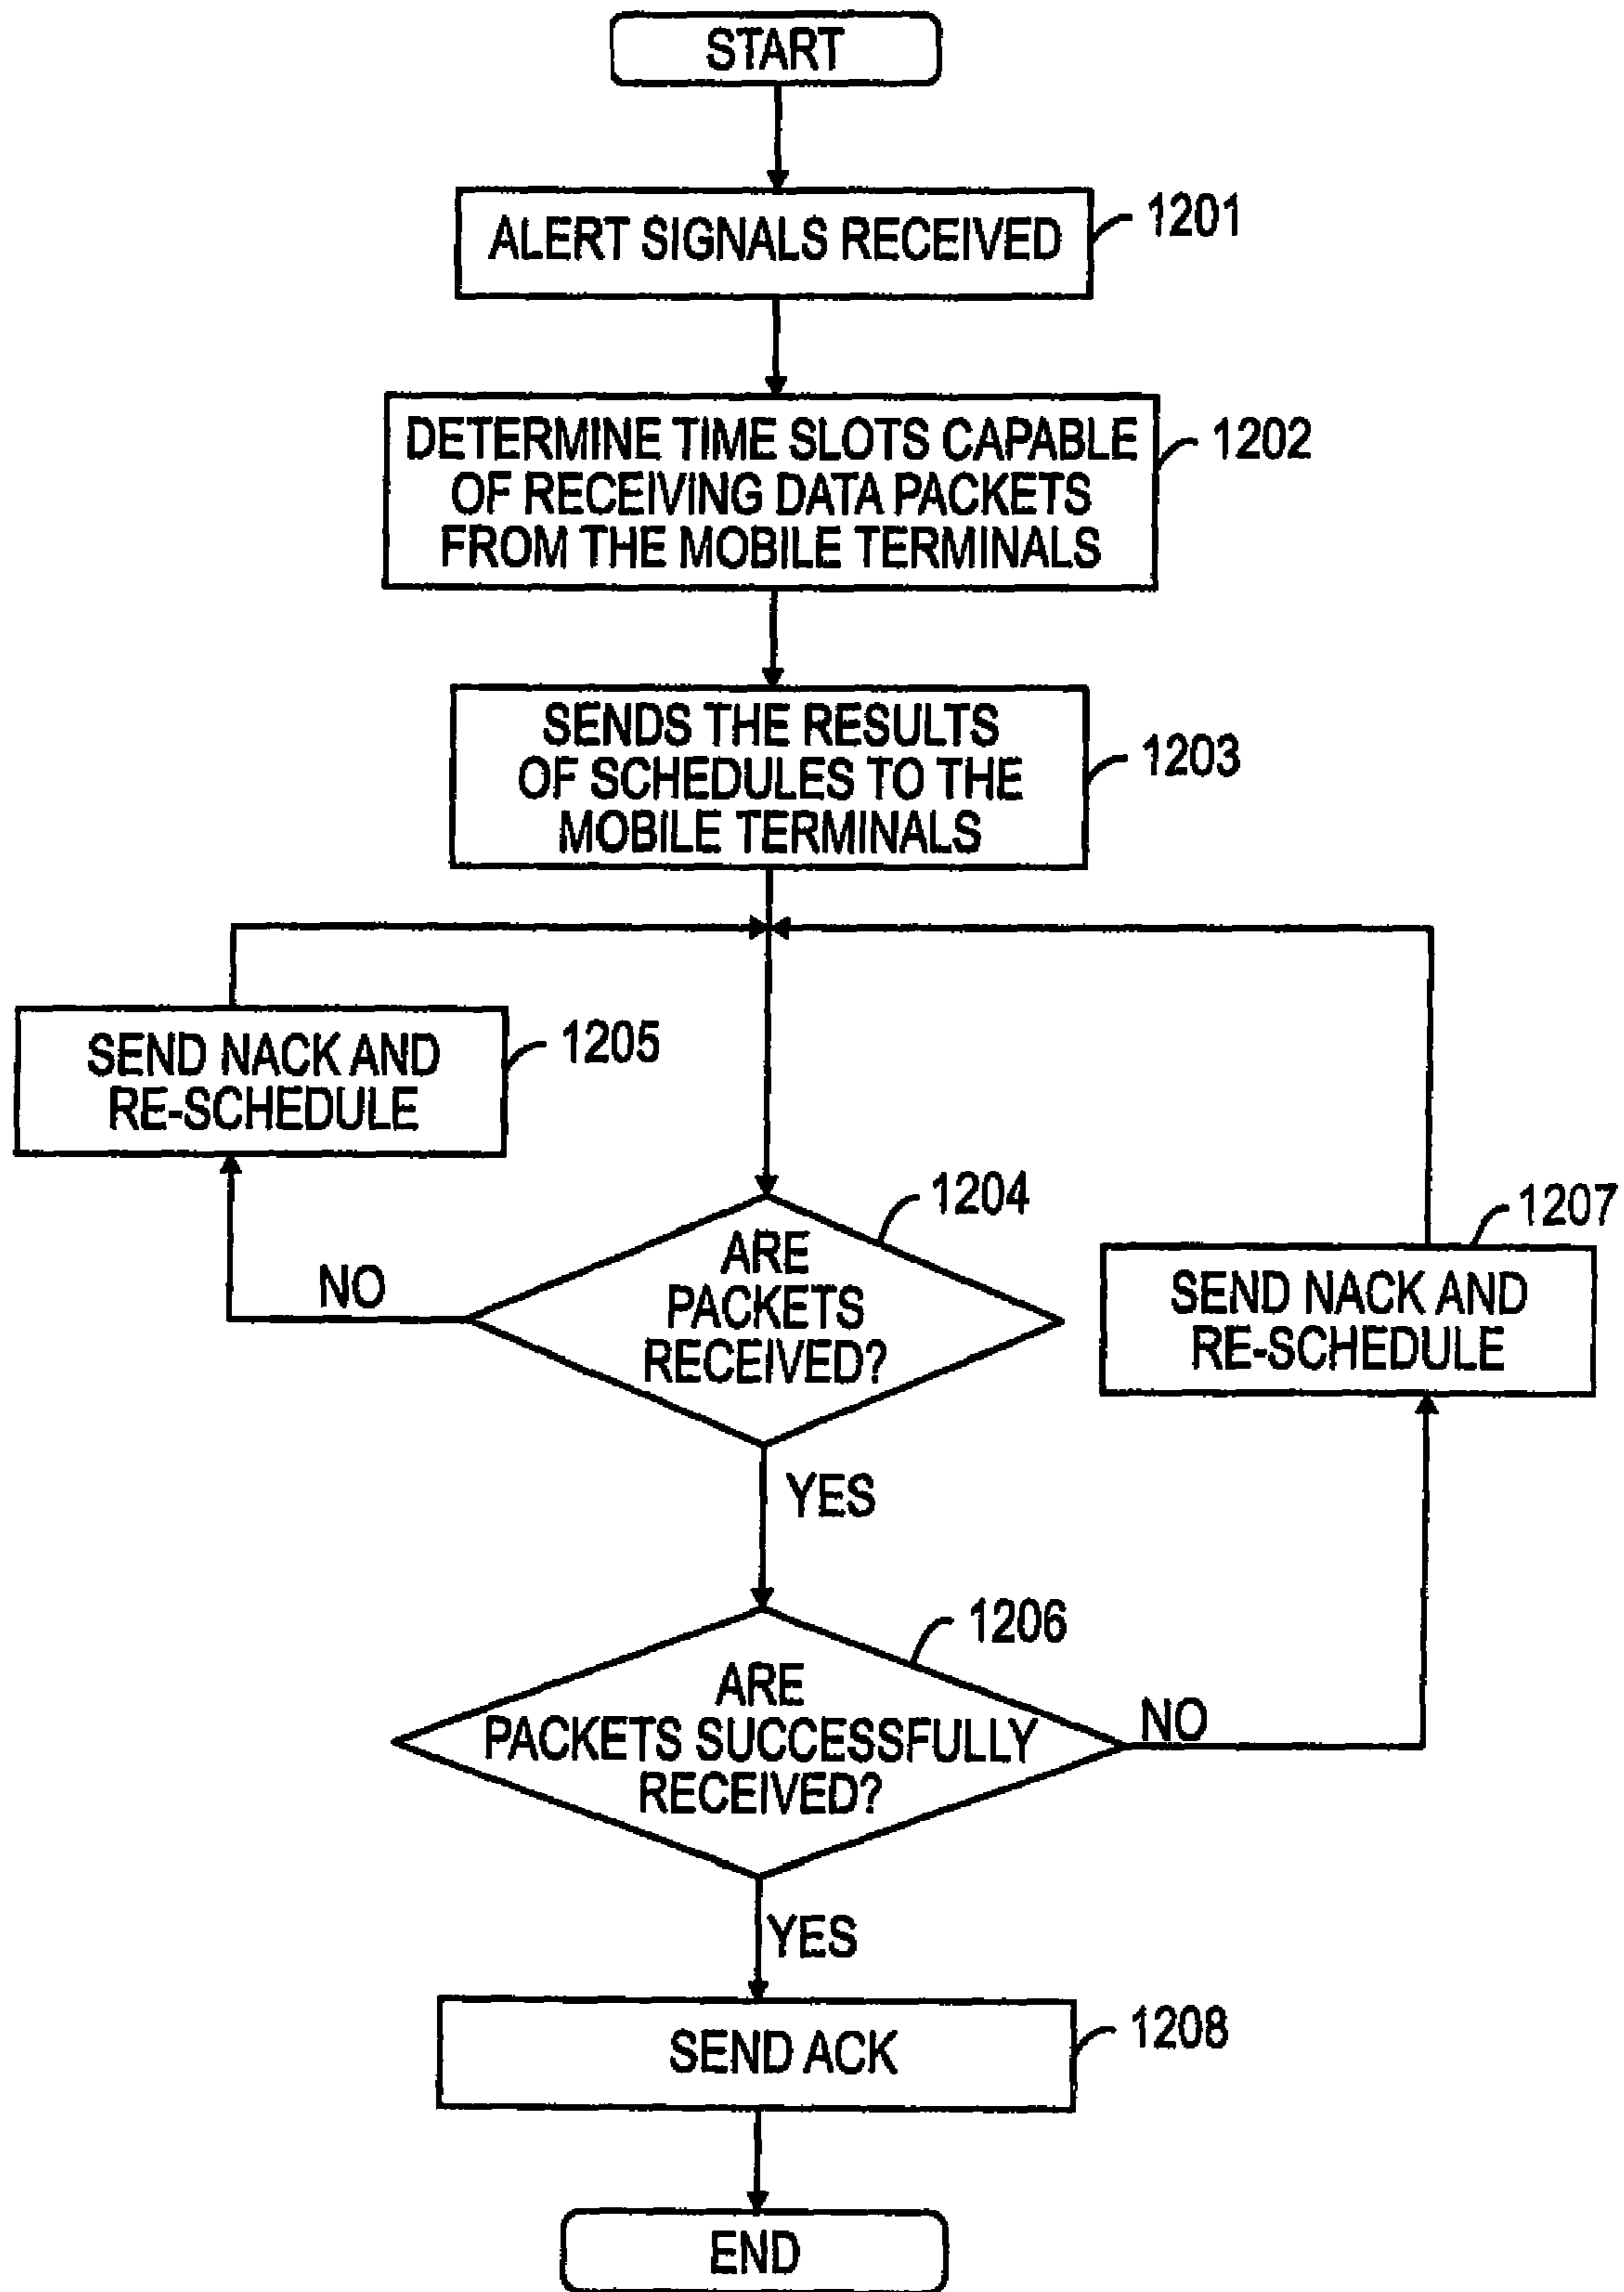 START
ALERT SIGNALS RECEIVED
1201
DETERMINE TIME SLOTS CAPABLE
OF RECEIVING DATA PACKETS
FROM THE MOBILE TERMINALS
1202
SENDS THE RESULTS
OF SCHEDULES TO THE
MOBILE TERMINALS
1203
SEND NACK AND
RE-SCHEDULE
1205
ARE
PACKETS
RECEIVED?
1204
NO
YES
SEND NACK AND
RE-SCHEDULE
1207
ARE
PACKETS SUCCESSFULLY
RECEIVED?
1206
NO
YES
SEND ACK
1208
END